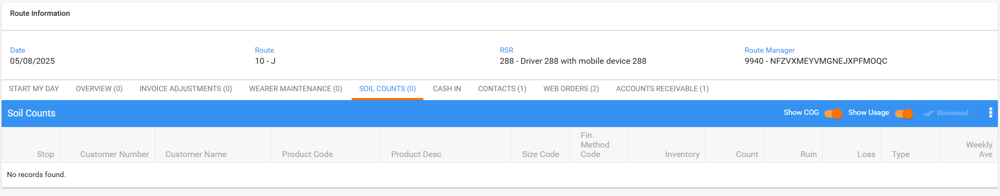 Route Information
Date Route RSR Route Manager
05/08/2025 10 - J 288 - Driver 288 with mobile device 288 9940 - NFZVXMEYVMGNEJXPFMOQC
START MY DAY OVERVIEW (0) INVOICE ADJUSTMENTS (0) WEARER MAINTENANCE (0) SOIL COUNTS (0) CASH IN CONTACTS (1) WEB ORDERS (2) ACCOUNTS RECEIVABLE (1)
Soil Counts Show COG Show Usage Reviewed
Fin.
Method Weekly
Stop Customer Number Customer Name Product Code Product Desc Size Code Code Inventory Count Ruin Loss Type Ave
No records found.